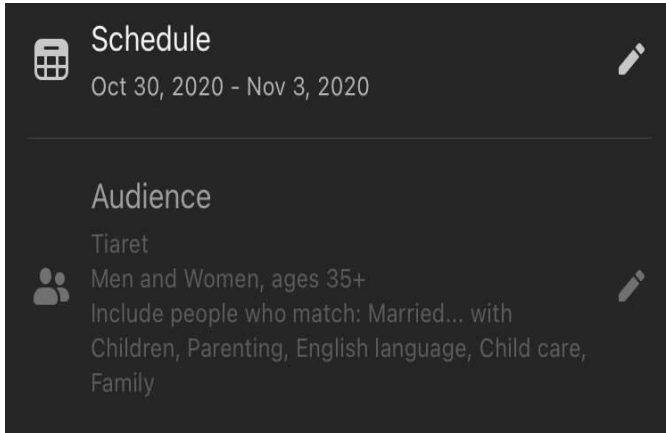 Schedule
Oct 30, 2020 - Nov 3, 2020
Audience
Tiaret
Men and Women, ages 35+
Include people who match: Married... with
Children, Parenting, English language, Child care,
Family